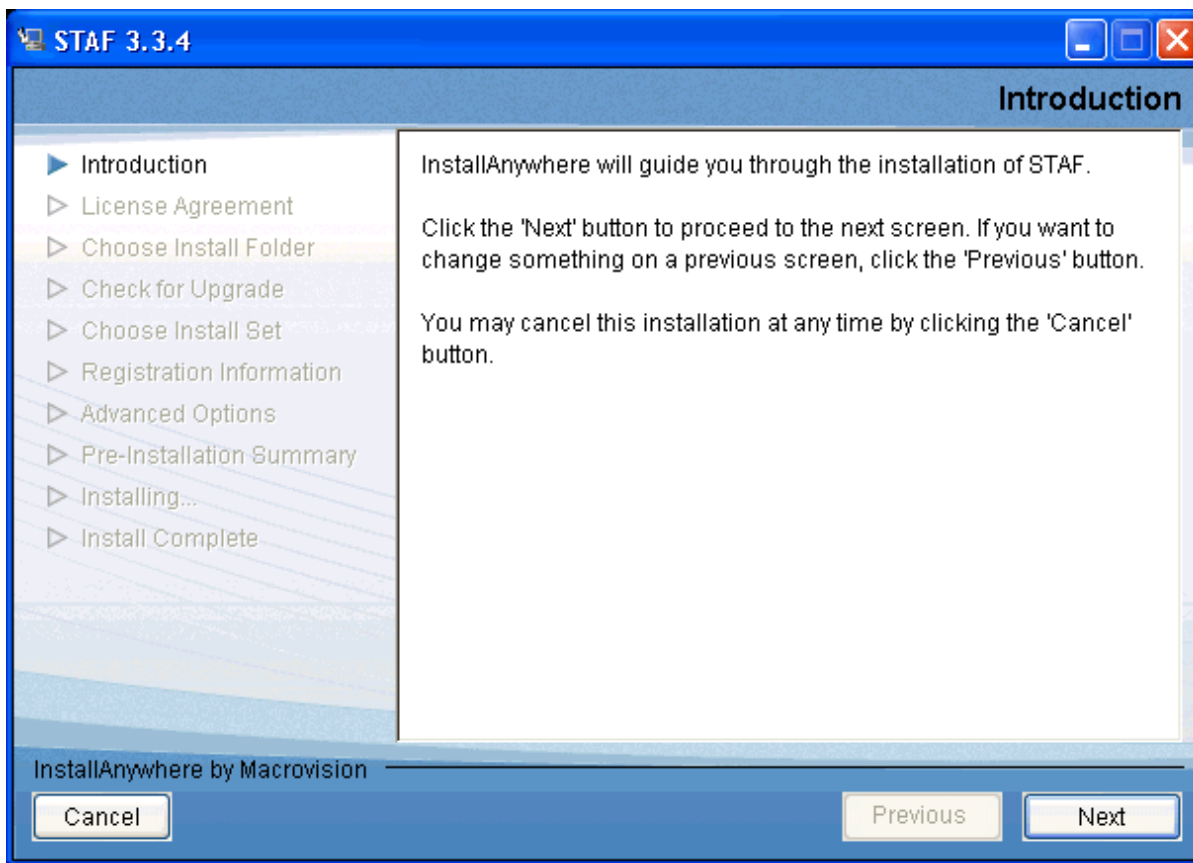 STAF 3.3.4
Introduction
Introduction
License Agreement
Choose Install Folder
Check for Upgrade
Choose Install Set
Registration Information
Advanced Options
Pre-Installation Summary
Installing...
Install Complete
InstallAnywhere will guide you through the installation of STAF.
Click the 'Next' button to proceed to the next screen. If you want to
change something on a previous screen, click the 'Previous' button.
You may cancel this installation at any time by clicking the 'Cancel'
button.
InstallAnywhere by Macrovision
Cancel
Previous
Next